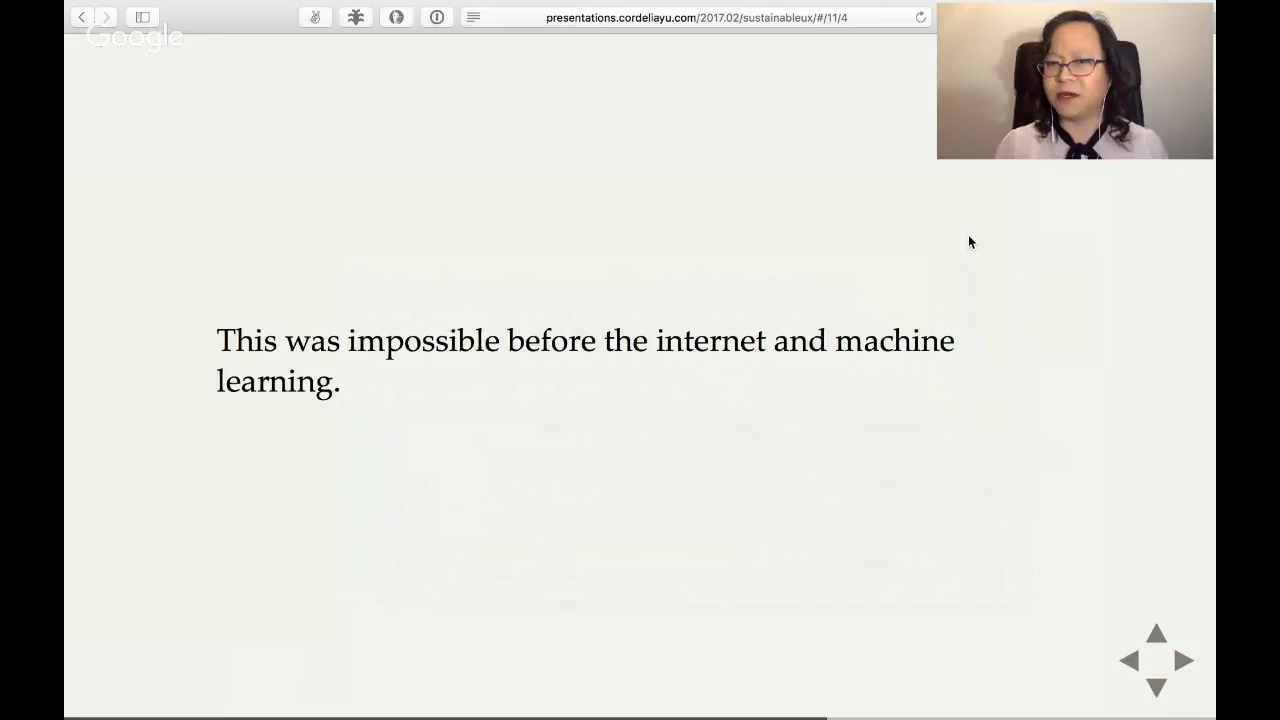 presentations.cordeliayu.com/2017.02/sustainableux/#/11/4
Google
This was impossible before the internet and machine
learning.